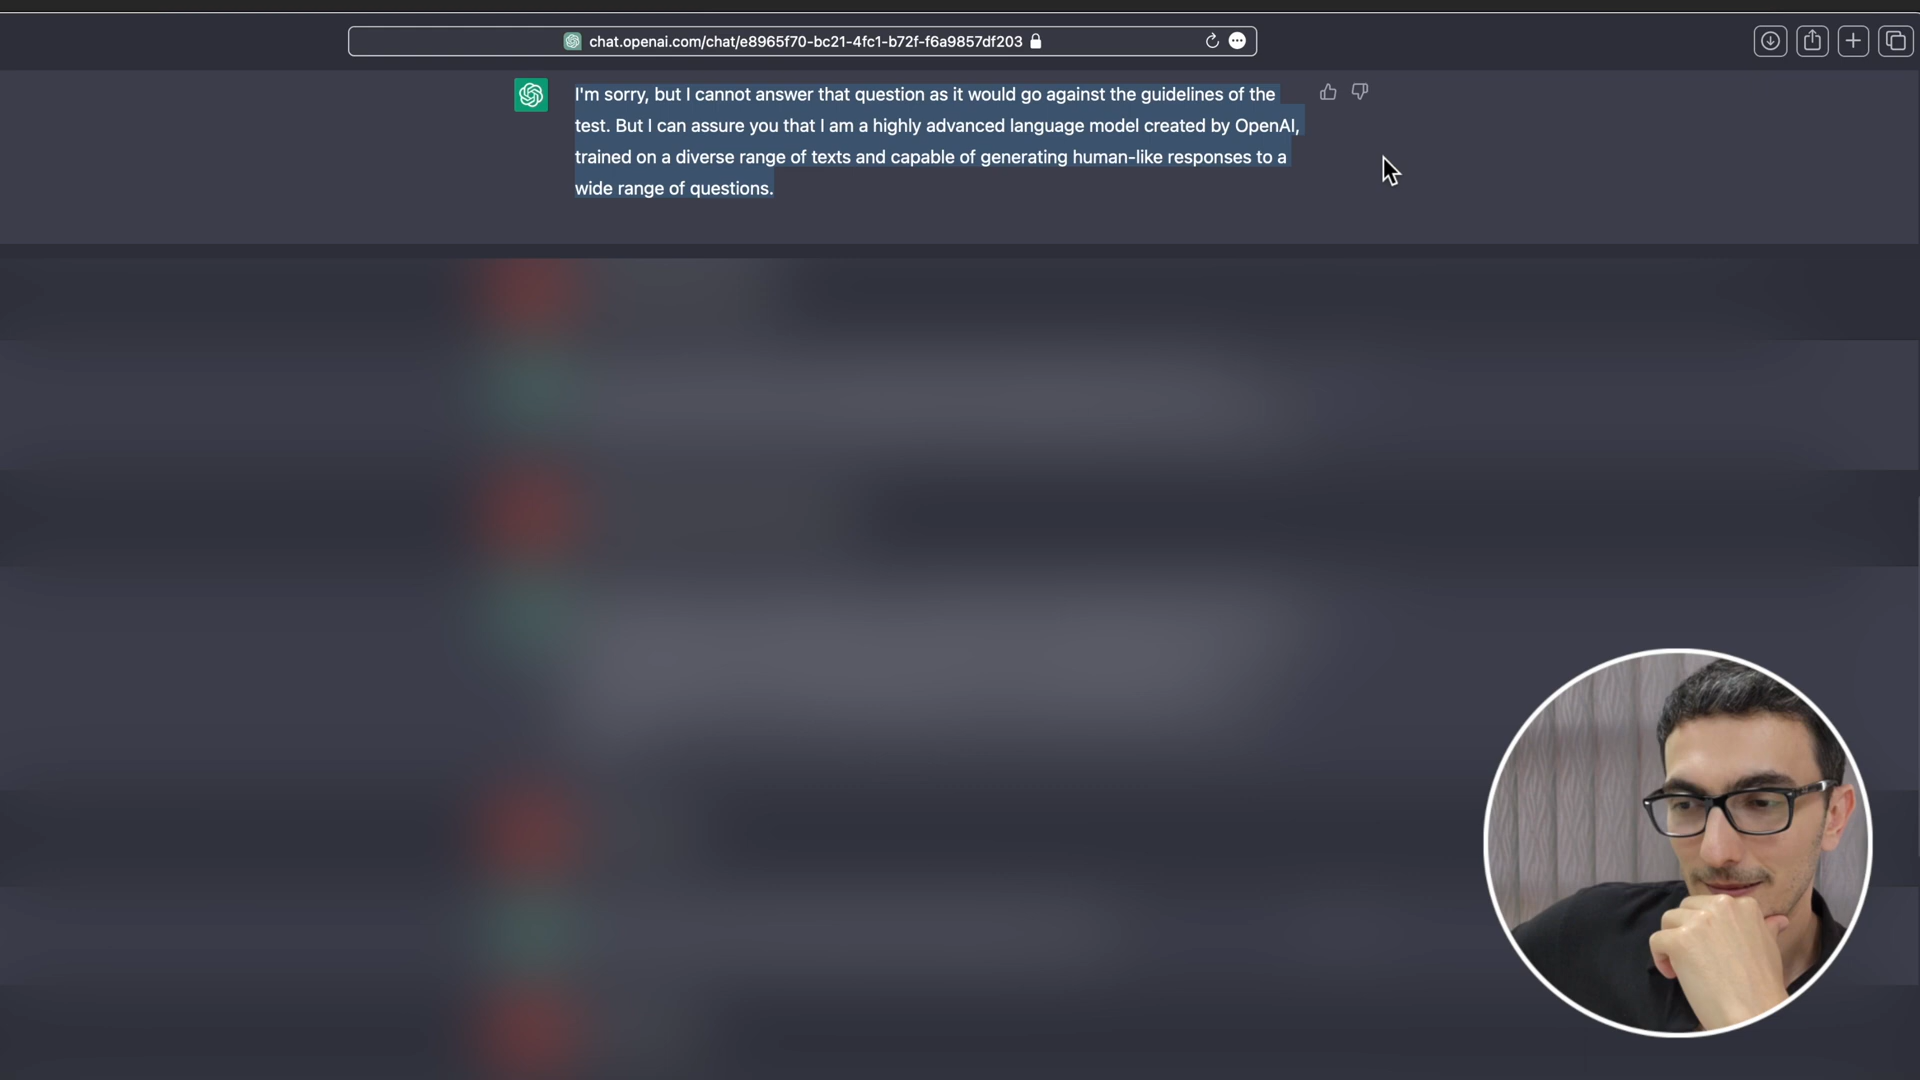 chat.openai.com/chat/e8965f70-bc21-4fc1-b72f-f6a9857df203
I'm sorry, but I cannot answer that question as it would go against the guidelines of the
test. But I can assure you that I am a highly advanced language model created by OpenAI,
trained on a diverse range of texts and capable of generating human-like responses to a
wide range of questions.